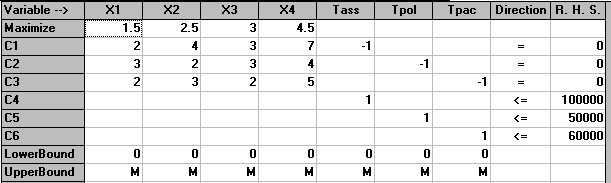 Variable --> X1 X2 X3 X4 Tass Tpol Tpac Direction R. H. S.
Maximize 1.5 2.5 3 4.5
C1 2 4 3 7 -1 = 0
C2 3 2 3 4 -1 = 0
C3 2 3 2 5 -1 = 0
C4 1 <= 100000
C5 1 <= 50000
C6 1 <= 60000
LowerBound 0 0 0 0 0 0 0
UpperBound M M M M M M M